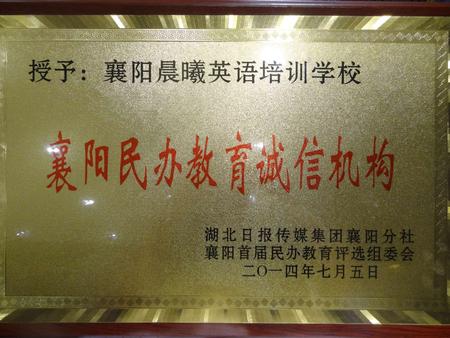 授予：襄阳晨曦英语培训学校
襄阳民办教育诚信机构
湖北日报传媒集团襄阳分社
襄阳首届民办教育评选组委会
二〇一四年七月五日